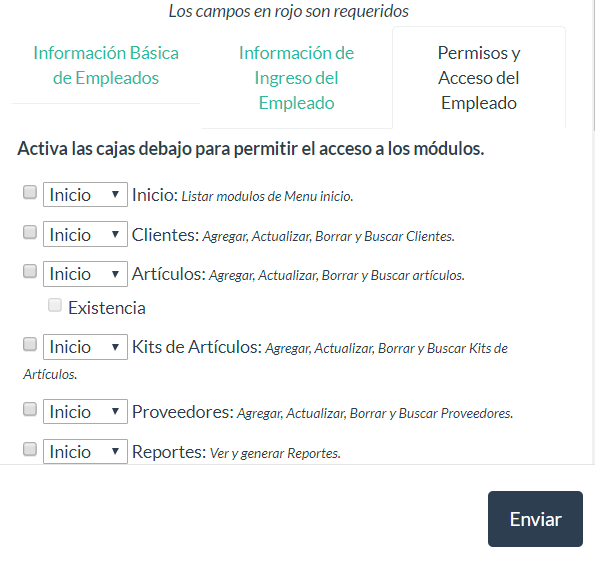 Los campos en rojo son requeridos
Información Básica
de Empleados
Información de
Ingreso del
Empleado
Permisos y
Acceso del
Empleado
Activa las cajas debajo para permitir el acceso a los módulos.
Inicio Inicio: Listar modulos de Menu inicio.
Inicio Clientes: Agregar, Actualizar, Borrar y Buscar Clientes.
Inicio Artículos: Agregar, Actualizar, Borrar y Buscar artículos.
Existencia
Inicio Kits de Artículos: Agregar, Actualizar, Borrar y Buscar Kits de
Artículos.
Inicio Proveedores: Agregar, Actualizar, Borrar y Buscar Proveedores.
Inicio Reportes: Ver y generar Reportes.
Enviar